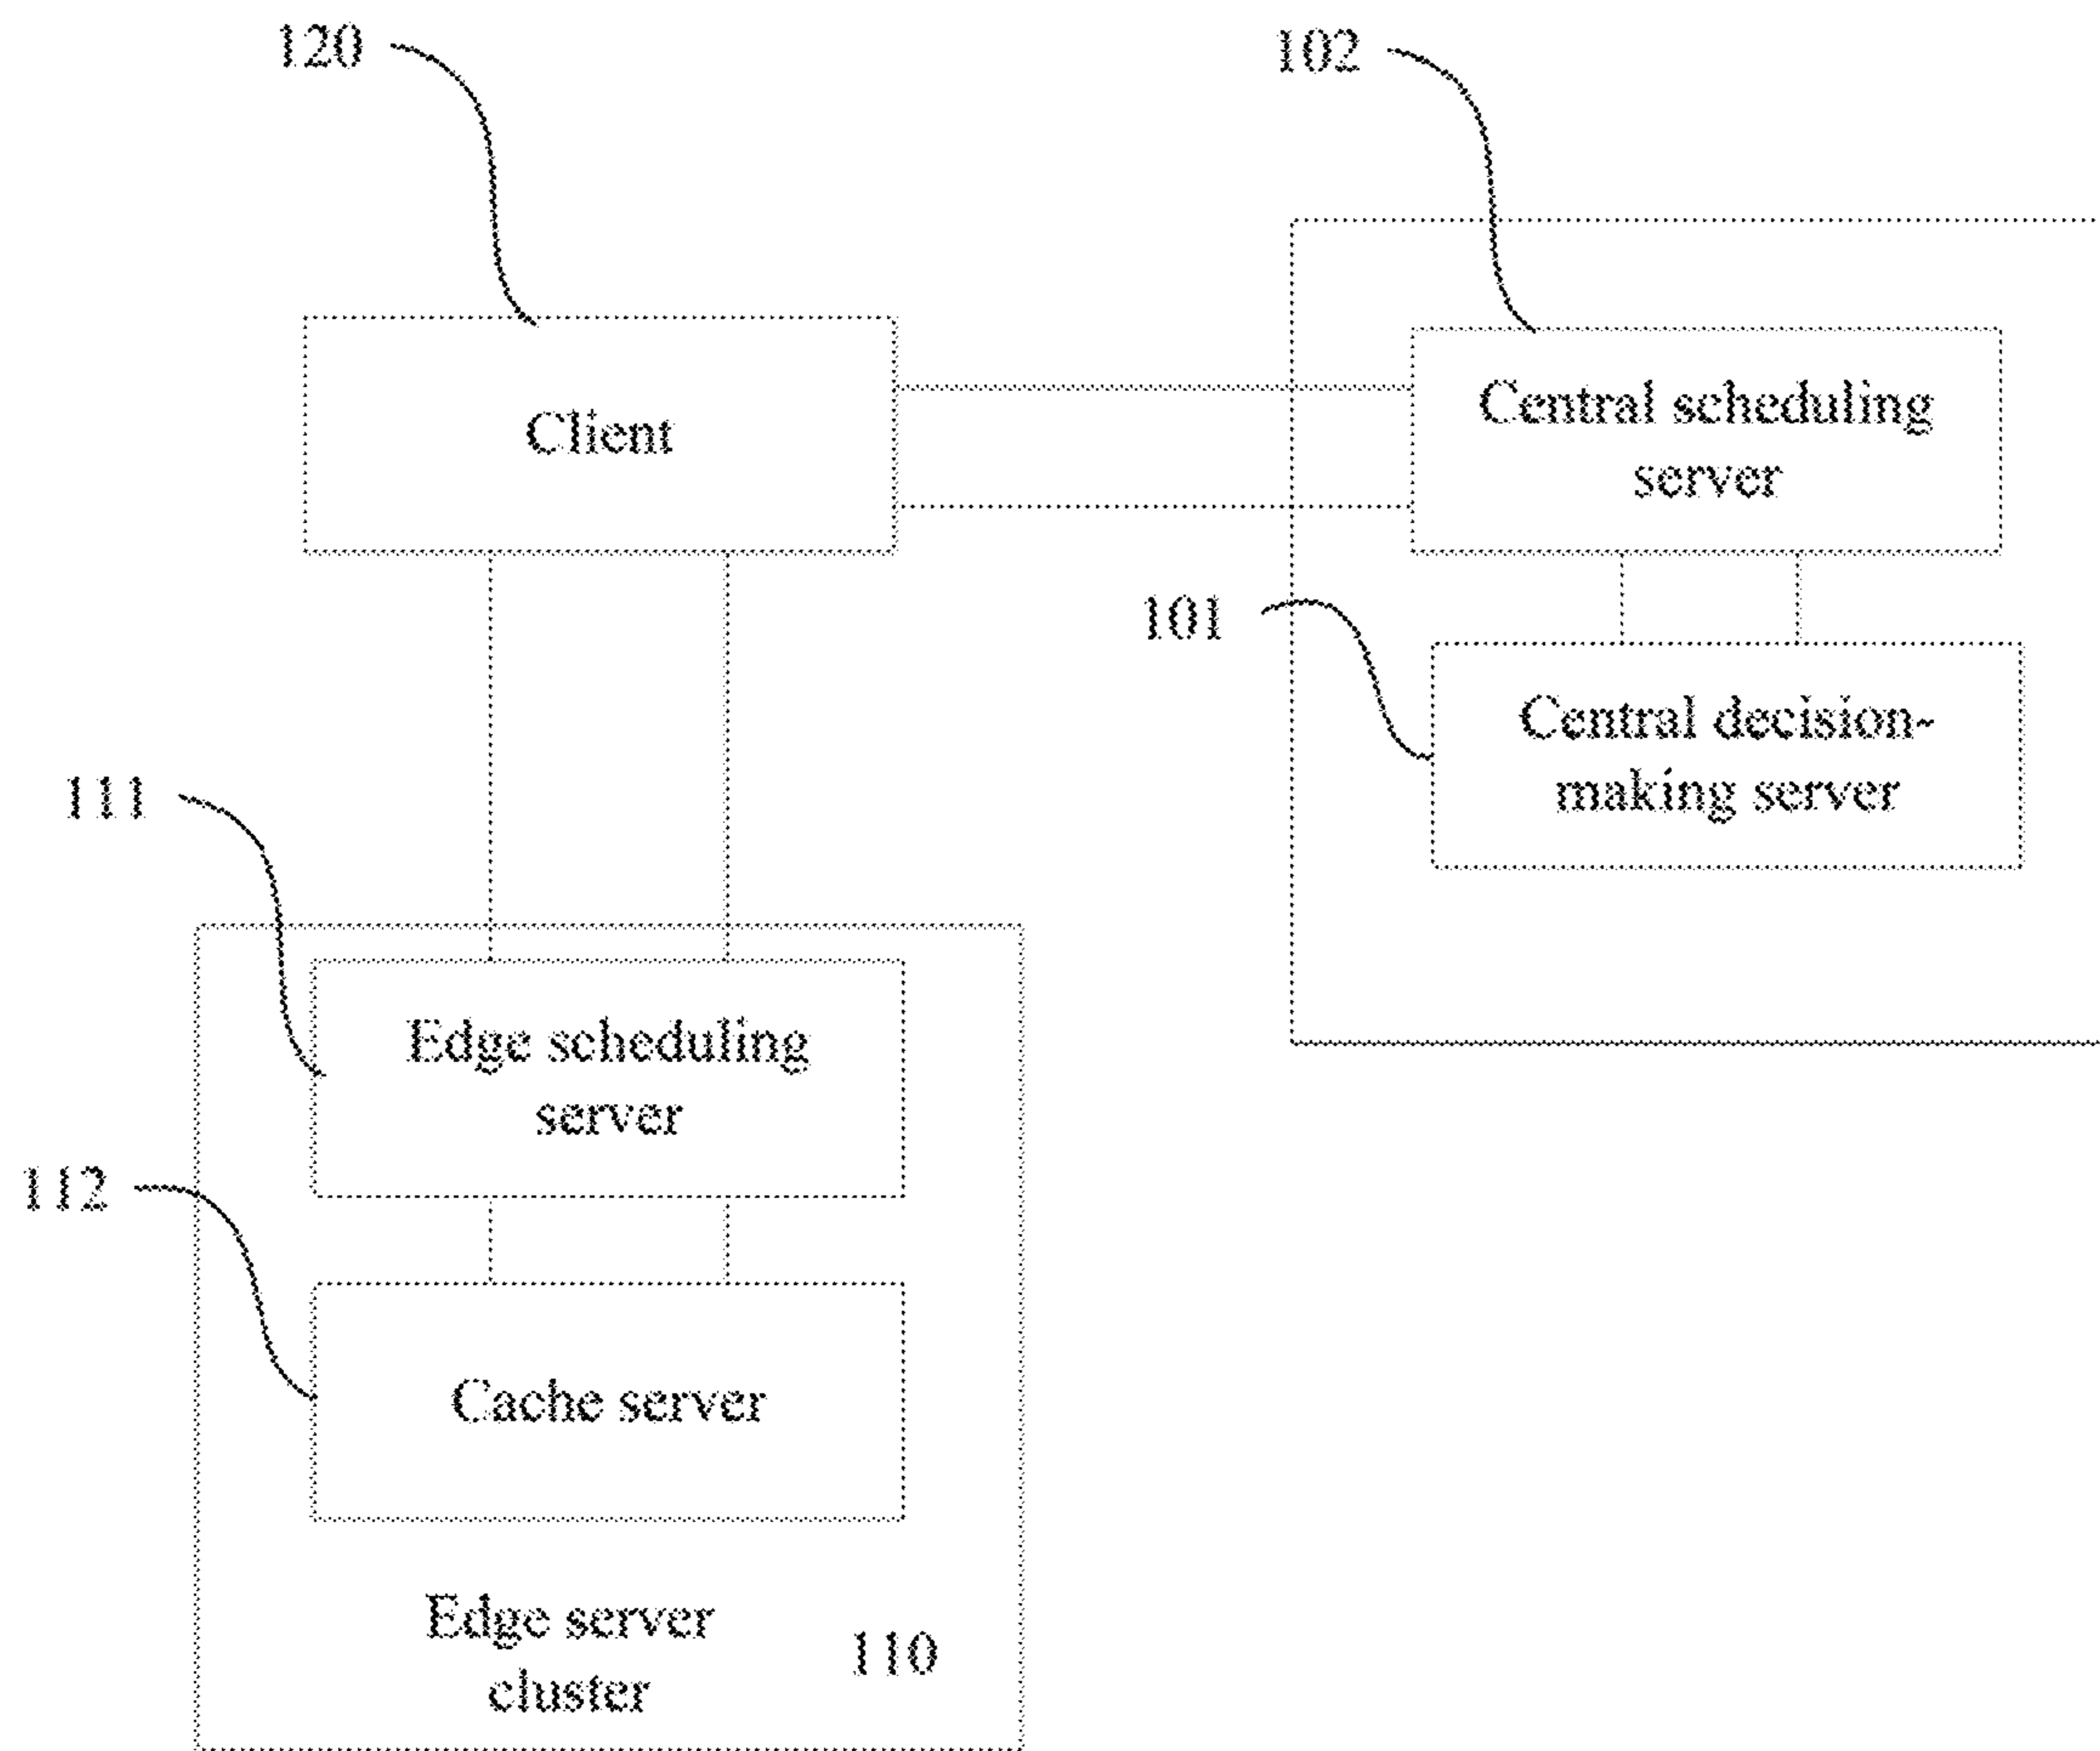 120
102
Client
Central scheduling
server
101
Central decision-
making server
111
Edge scheduling
server
112
Cache server
Edge server
cluster
110